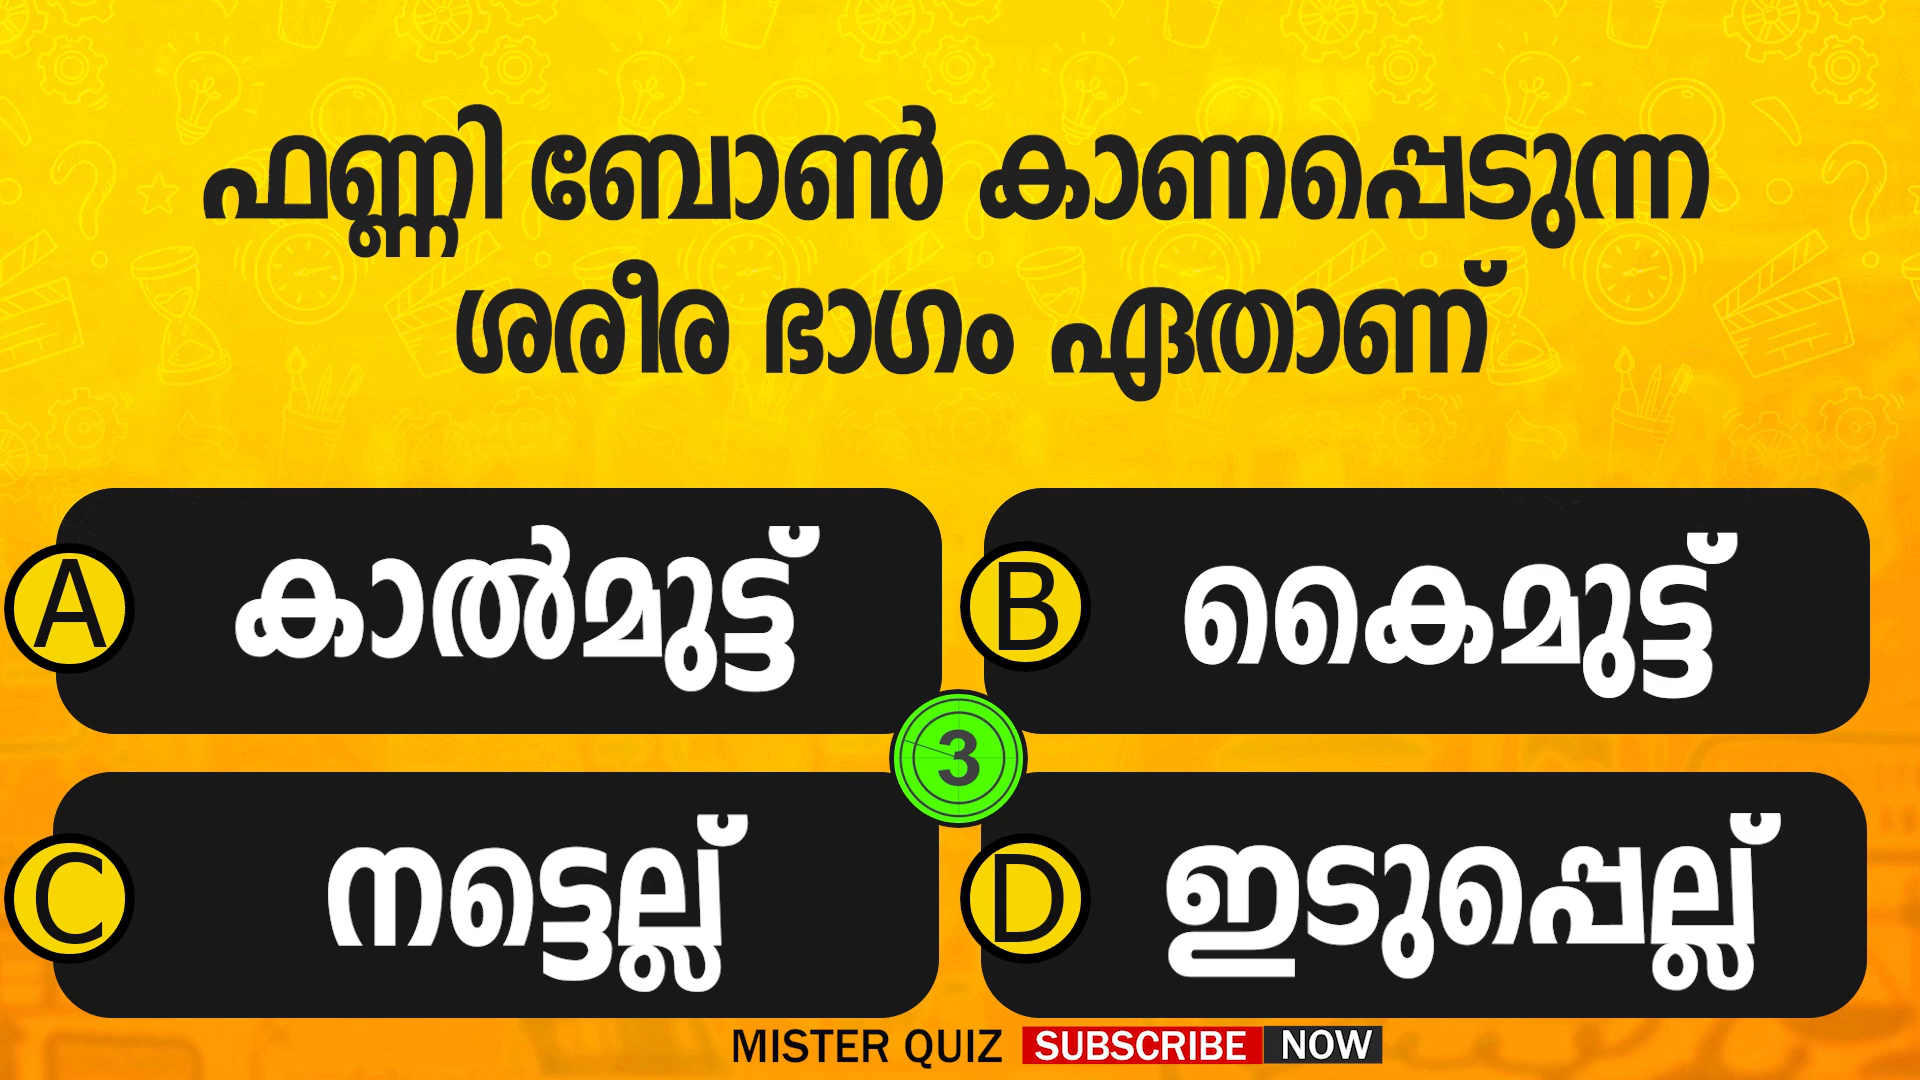 ഫണ്ണി ബോൺ കാണപ്പെടുന്ന
ശരീര ഭാഗം ഏതാണ്
A കാൽമുട്ട്
B കൈമുട്ട്
3
C നട്ടെല്ല്
D ഇടുപ്പെല്ല്
MISTER QUIZ SUBSCRIBE NOW